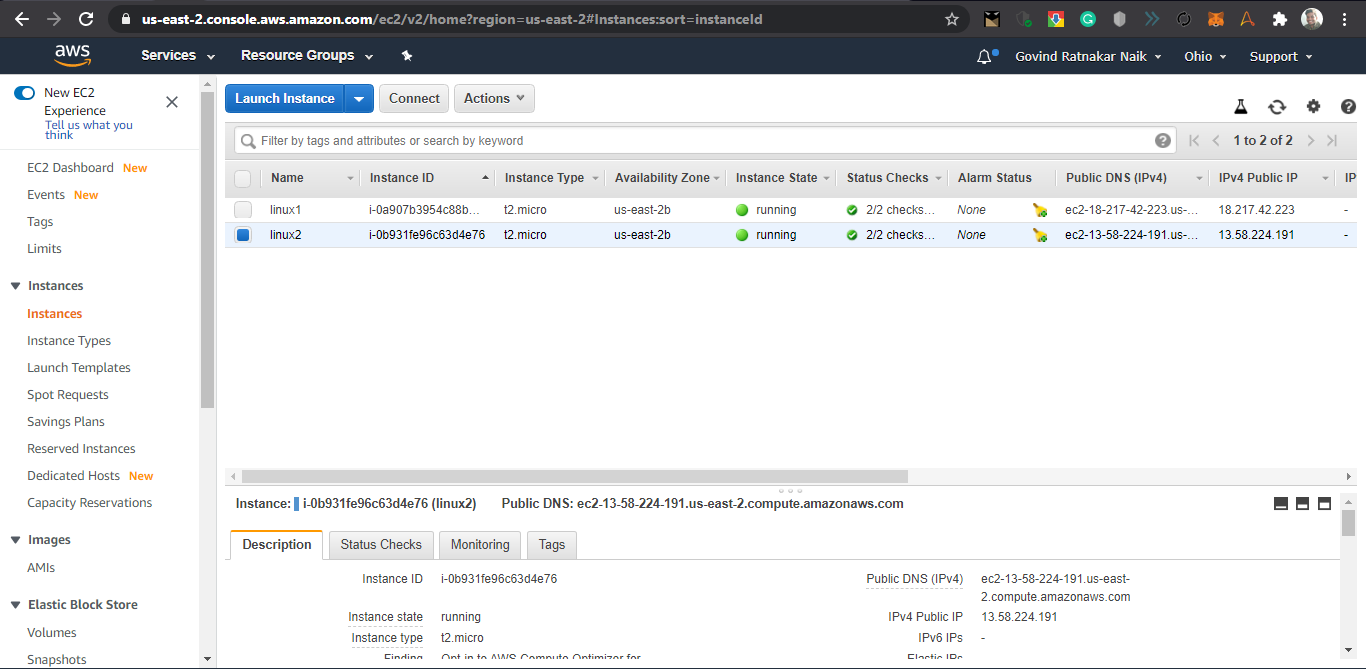 us-east-2.console.aws.amazon.com/ec2/v2/home?region=us-east-2#Instances:sort=instanceId
aws Services Resource Groups Govind Ratnakar Naik Ohio Support
New EC2
Experience
Tell us what you
think
EC2 Dashboard New
Events New
Tags
Limits
Instances
Instances
Instance Types
Launch Templates
Spot Requests
Savings Plans
Reserved Instances
Dedicated Hosts New
Capacity Reservations
Images
AMIs
Elastic Block Store
Volumes
Snapshots
Launch Instance Connect Actions
Filter by tags and attributes or search by keyword 1 to 2 of 2
Name Instance ID Instance Type Availability Zone Instance State Status Checks Alarm Status Public DNS (IPv4) IPv4 Public IP IP
linux1 i-0a907b3954c88b... t2.micro us-east-2b running 2/2 checks... None ec2-18-217-42-223.us-... 18.217.42.223 -
linux2 i-0b931fe96c63d4e76 t2.micro us-east-2b running 2/2 checks... None ec2-13-58-224-191.us-... 13.58.224.191 -
Instance: i-0b931fe96c63d4e76 (linux2) Public DNS: ec2-13-58-224-191.us-east-2.compute.amazonaws.com
Description Status Checks Monitoring Tags
Instance ID i-0b931fe96c63d4e76 Public DNS (IPv4) ec2-13-58-224-191.us-east-
2.compute.amazonaws.com
Instance state running IPv4 Public IP 13.58.224.191
Instance type t2.micro IPv6 IPs -
Finding Opt-in to AWS Compute Optimizer for Elastic IPs